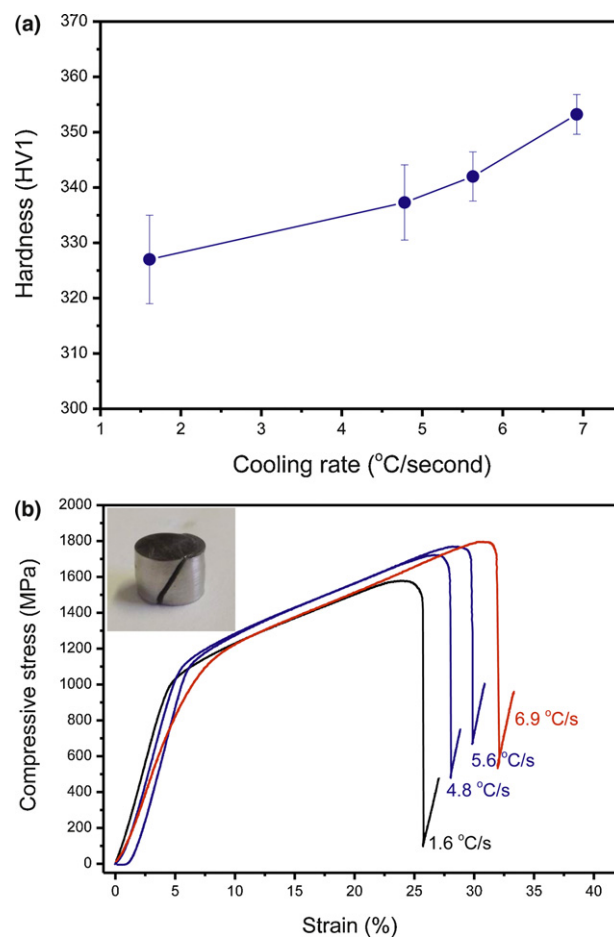 (a)
370
360
350
340
330
320
310
300
Hardness (HV1)
1 2 3 4 5 6 7
Cooling rate (°C/second)
(b)
2000
1800
1600
1400
1200
1000
800
600
400
200
0
Compressive stress (MPa)
6.9 °C/s
5.6 °C/s
4.8 °C/s
1.6 °C/s
0 5 10 15 20 25 30 35 40
Strain (%)